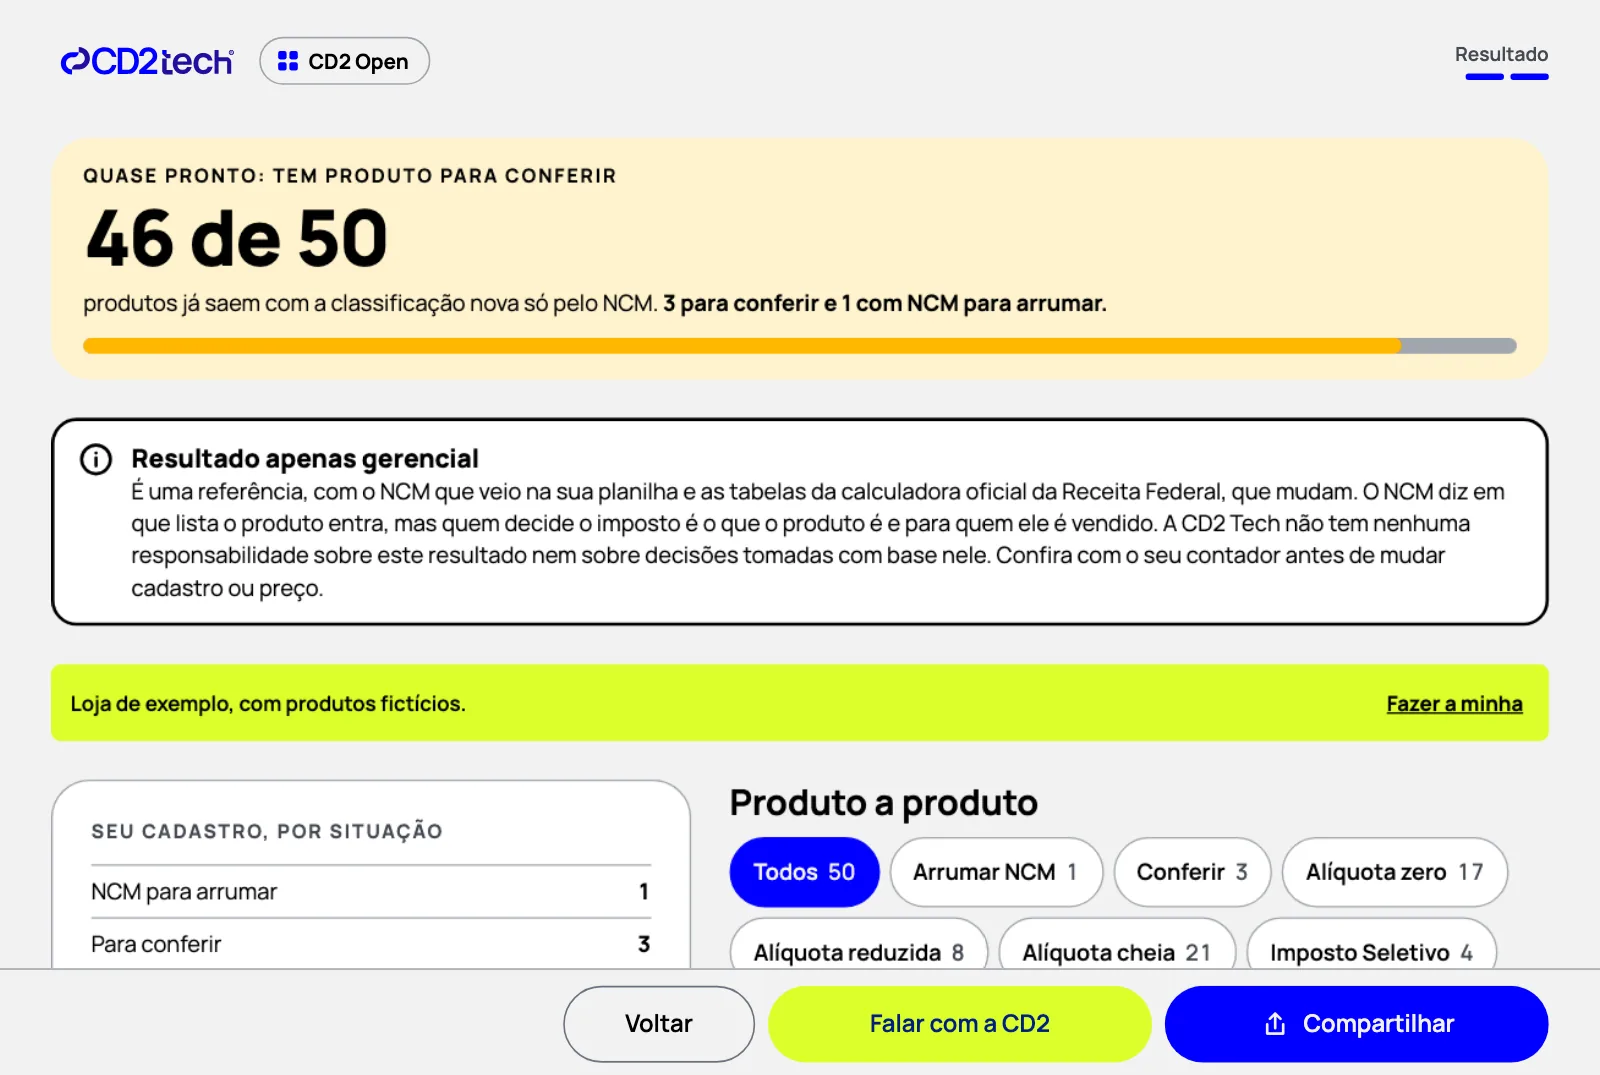 CD2tech
CD2 Open
Resultado
QUASE PRONTO: TEM PRODUTO PARA CONFERIR
46 de 50
produtos já saem com a classificação nova só pelo NCM. 3 para conferir e 1 com NCM para arrumar.
Resultado apenas gerencial
É uma referência, com o NCM que veio na sua planilha e as tabelas da calculadora oficial da Receita Federal, que mudam. O NCM diz em
que lista o produto entra, mas quem decide o imposto é o que o produto é e para quem ele é vendido. A CD2 Tech não tem nenhuma
responsabilidade sobre este resultado nem sobre decisões tomadas com base nele. Confira com o seu contador antes de mudar
cadastro ou preço.
Loja de exemplo, com produtos fictícios.
Fazer a minha
SEU CADASTRO, POR SITUAÇÃO
NCM para arrumar 1
Para conferir 3
Produto a produto
Todos 50
Arrumar NCM 1
Conferir 3
Alíquota zero 17
Alíquota reduzida 8
Alíquota cheia 21
Imposto Seletivo 4
Voltar
Falar com a CD2
Compartilhar